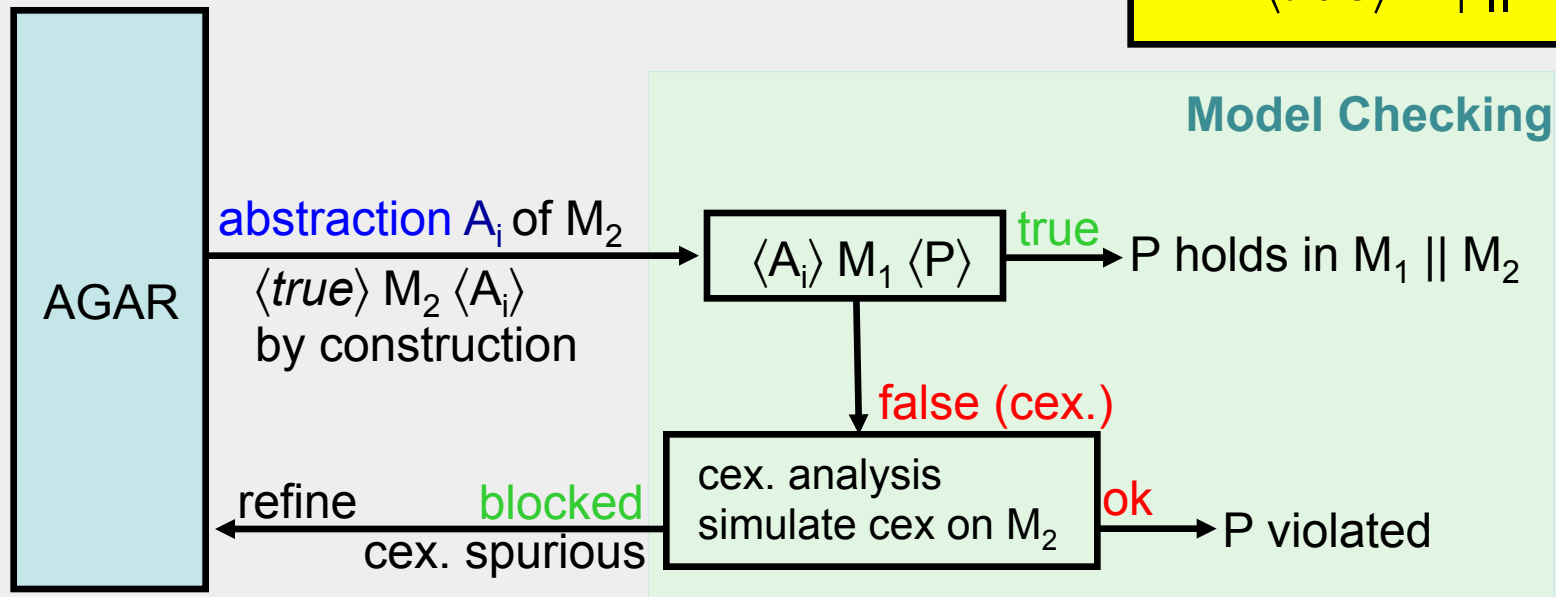 Model Checking
abstraction Aᵢ of M₂
⟨true⟩ M₂ ⟨Aᵢ⟩
by construction
AGAR
⟨Aᵢ⟩ M₁ ⟨P⟩
true
P holds in M₁ || M₂
false (cex.)
cex. analysis
simulate cex on M₂
refine
blocked
cex. spurious
ok
P violated